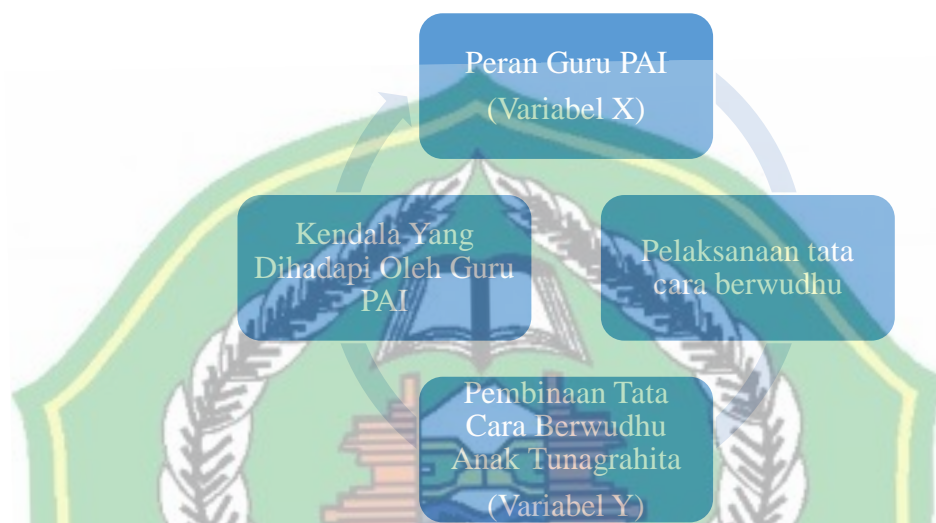 Peran Guru PAI
(Variabel X)
Kendala Yang
Dihadapi Oleh Guru
PAI
Pelaksanaan tata
cara berwudhu
Pembinaan Tata
Cara Berwudhu
Anak Tunagrahita
(Variabel Y)